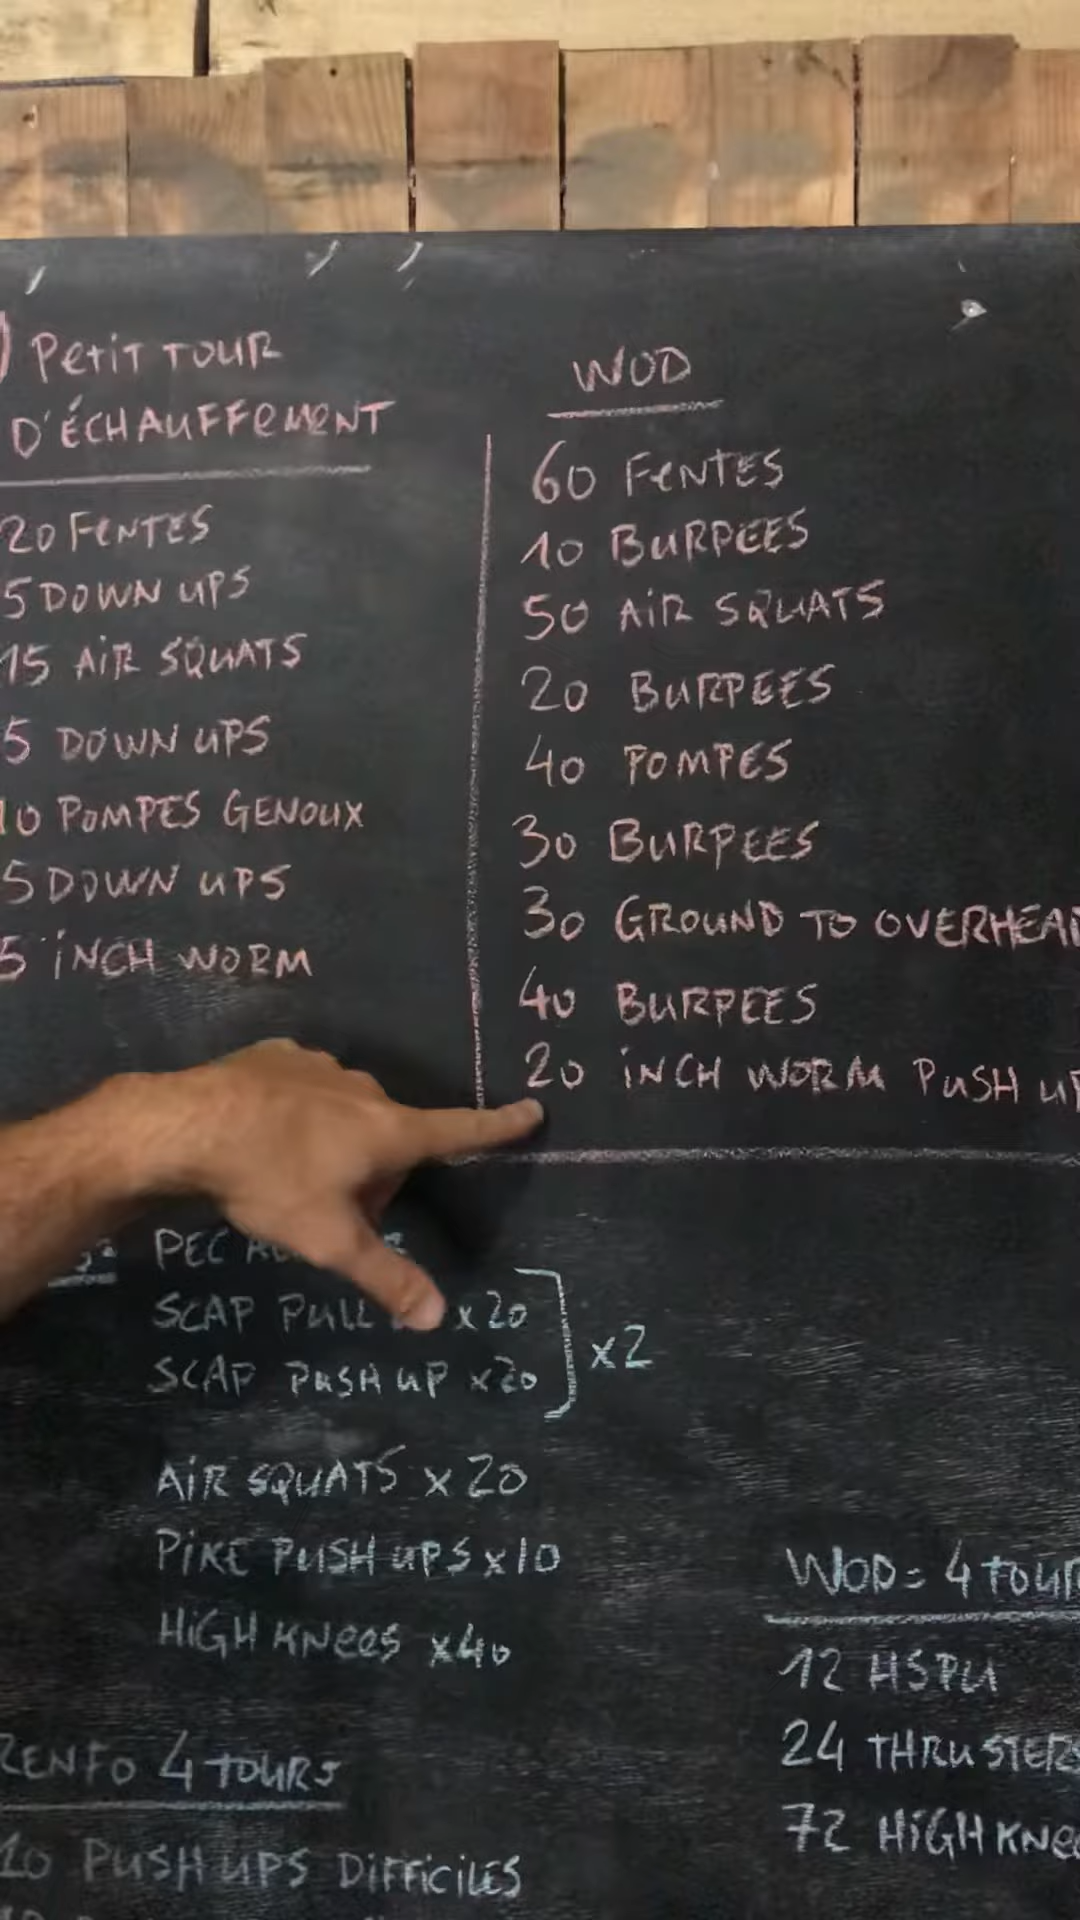 ) PETIT TOUR
D'ÉCHAUFFEMENT
20 FENTES
5 DOWN UPS
15 AIR SQUATS
5 DOWN UPS
10 POMPES GENOUX
5 DOWN UPS
5 INCH WORM
WOD
60 FENTES
10 BURPEES
50 AIR SQUATS
20 BURPEES
40 POMPES
30 BURPEES
30 GROUND TO OVERHEAD
40 BURPEES
20 INCH WORM PUSH UP
PEC
SCAP PULL x20
SCAP PUSH UP x20
x2
AIR SQUATS x 20
PIKE PUSH UPS x10
HIGH KNEES x40
RENFO 4 TOURS
10 PUSH UPS DIFFICILES
WOD = 4 TOUR
12 HSPU
24 THRUSTERS
72 HIGH KNEE